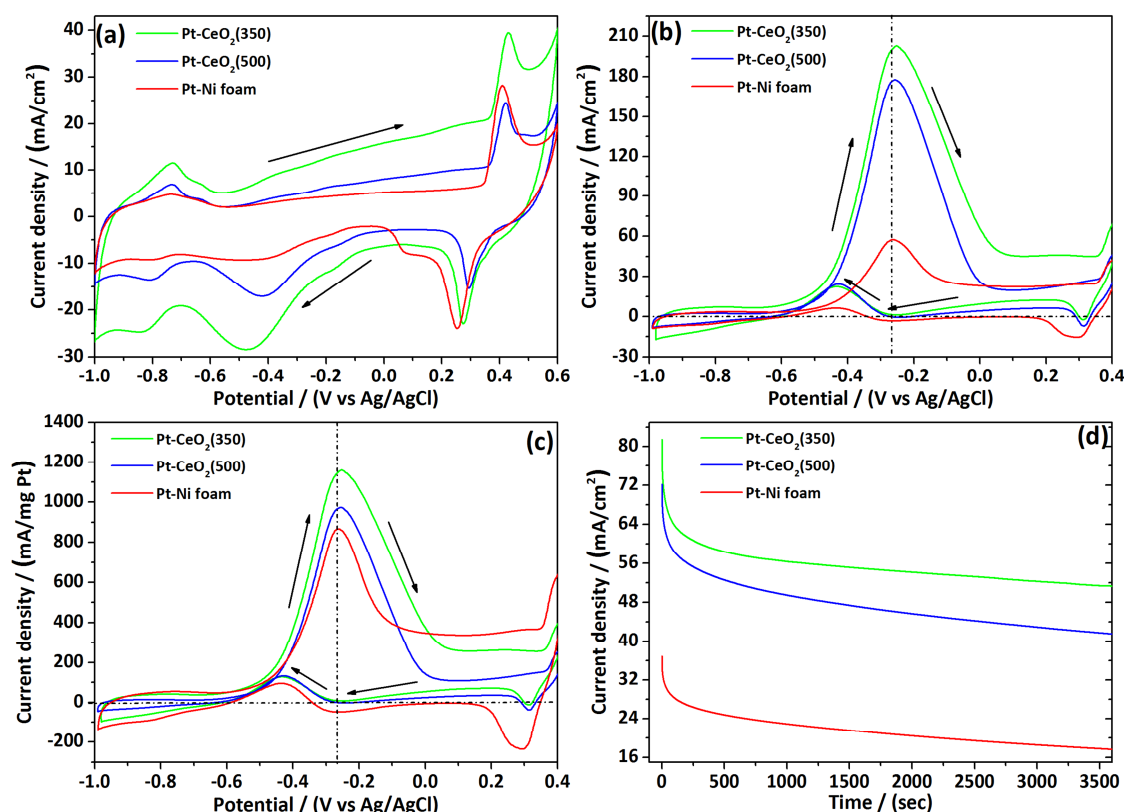 (a)
Pt-CeO₂(350)
Pt-CeO₂(500)
Pt-Ni foam
Current density / (mA/cm²)
40
30
20
10
0
-10
-20
-30
-1.0 -0.8 -0.6 -0.4 -0.2 0.0 0.2 0.4 0.6
Potential / (V vs Ag/AgCl)
(b)
Pt-CeO₂(350)
Pt-CeO₂(500)
Pt-Ni foam
Current density / (mA/cm²)
210
180
150
120
90
60
30
0
-30
-1.0 -0.8 -0.6 -0.4 -0.2 0.0 0.2 0.4
Potential / (V vs Ag/AgCl)
(c)
Pt-CeO₂(350)
Pt-CeO₂(500)
Pt-Ni foam
Current density / (mA/mg Pt)
1400
1200
1000
800
600
400
200
0
-200
-1.0 -0.8 -0.6 -0.4 -0.2 0.0 0.2 0.4
Potential / (V vs Ag/AgCl)
(d)
Pt-CeO₂(350)
Pt-CeO₂(500)
Pt-Ni foam
Current density / (mA/cm²)
80
72
64
56
48
40
32
24
16
0 500 1000 1500 2000 2500 3000 3500
Time / (sec)